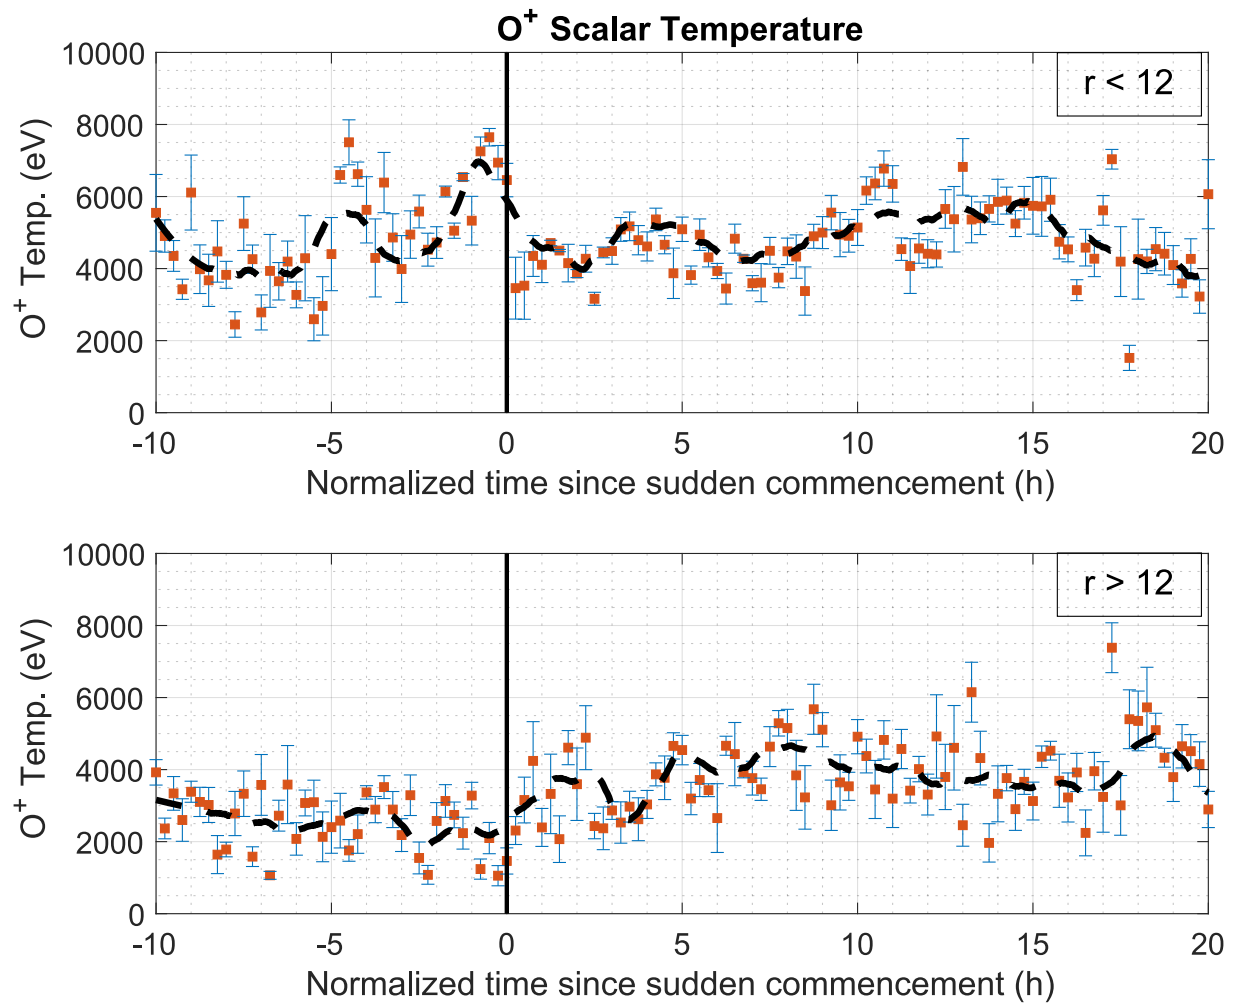 O+ Scalar Temperature
r < 12
O+ Temp. (eV)
10000
8000
6000
4000
2000
0
-10 -5 0 5 10 15 20
Normalized time since sudden commencement (h)
r > 12
O+ Temp. (eV)
10000
8000
6000
4000
2000
0
-10 -5 0 5 10 15 20
Normalized time since sudden commencement (h)